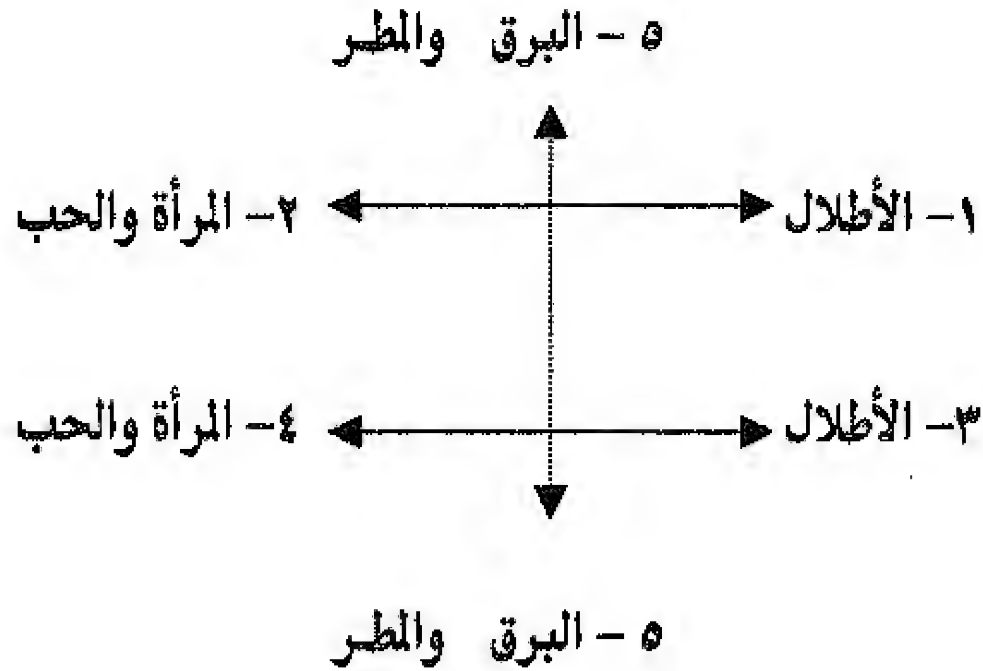 ٥ – البرق والمطر
١– الأطلال
٢– المرأة والحب
٣– الأطلال
٤– المرأة والحب
٥ – البرق والمطر